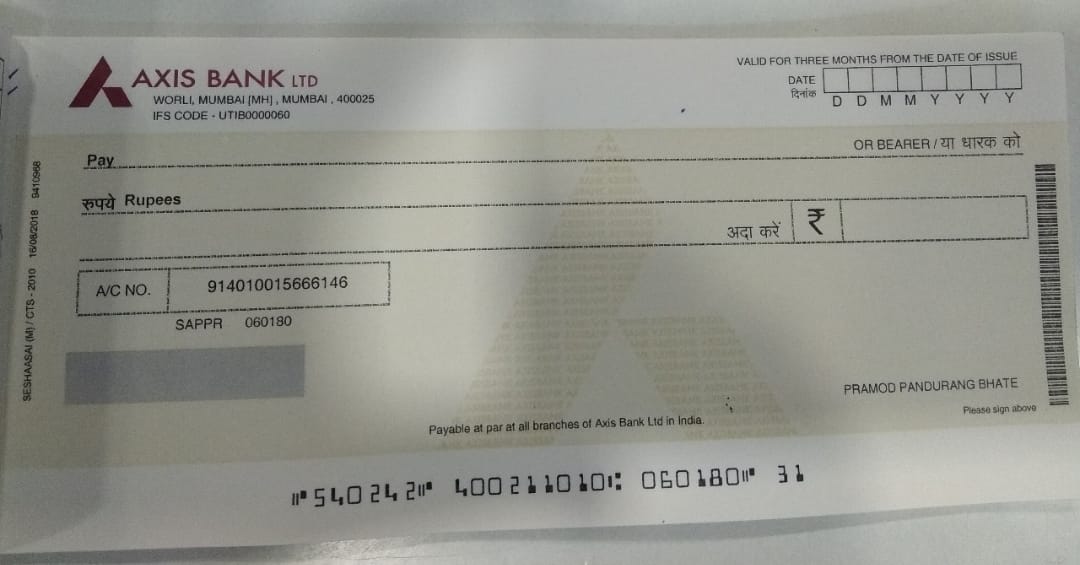 AXIS BANK LTD
WORLI, MUMBAI [MH] , MUMBAI , 400025
IFS CODE - UTIB0000060
VALID FOR THREE MONTHS FROM THE DATE OF ISSUE
DATE
दिनांक
D D M M Y Y Y Y
Pay
OR BEARER / या धारक को
रुपये Rupees
अदा करें ₹
A/C NO. 914010015666146
SAPPR 060180
PRAMOD PANDURANG BHATE
Please sign above
Payable at par at all branches of Axis Bank Ltd in India.
⑈540242⑈ 400211010⑆ 060180⑈ 31
SESHAASAI (M) / CTS - 2010 16/08/2018 9410968